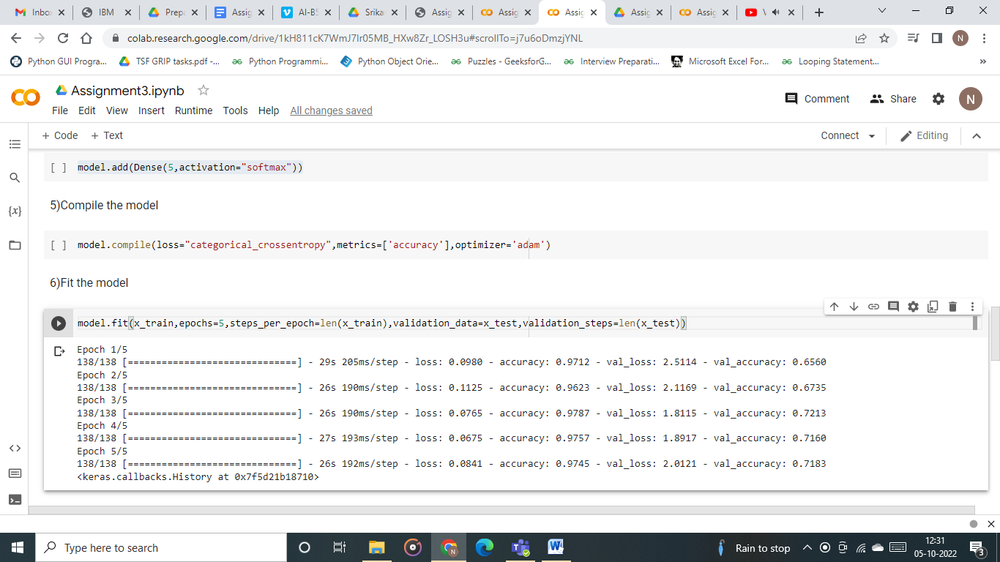 Inbo
IBM
Prepa
Assig
AI-BS
Srika
Assig
Assig
Assig
Assig
Assig
colab.research.google.com/drive/1kH811cK7WmJ7Ir05MB_HXw8Zr_LOSH3u#scrollTo=j7u6oDmzjYNL
N
Python GUI Progra...
TSF GRIP tasks.pdf -...
Python Programmi...
Python Object Orie...
Puzzles - GeeksforG...
Interview Preparati...
Microsoft Excel For...
Looping Statement...
»
Assignment3.ipynb
Comment
Share
N
File Edit View Insert Runtime Tools Help All changes saved
+ Code + Text
Connect
Editing
[ ] model.add(Dense(5,activation="softmax"))
5)Compile the model
{x}
[ ] model.compile(loss="categorical_crossentropy",metrics=['accuracy'],optimizer='adam')
6)Fit the model
model.fit(x_train,epochs=5,steps_per_epoch=len(x_train),validation_data=x_test,validation_steps=len(x_test))
Epoch 1/5
138/138 [==============================] - 29s 205ms/step - loss: 0.0980 - accuracy: 0.9712 - val_loss: 2.5114 - val_accuracy: 0.6560
Epoch 2/5
138/138 [==============================] - 26s 190ms/step - loss: 0.1125 - accuracy: 0.9623 - val_loss: 2.1169 - val_accuracy: 0.6735
Epoch 3/5
138/138 [==============================] - 26s 190ms/step - loss: 0.0765 - accuracy: 0.9787 - val_loss: 1.8115 - val_accuracy: 0.7213
Epoch 4/5
138/138 [==============================] - 27s 193ms/step - loss: 0.0675 - accuracy: 0.9757 - val_loss: 1.8917 - val_accuracy: 0.7160
Epoch 5/5
138/138 [==============================] - 26s 192ms/step - loss: 0.0841 - accuracy: 0.9745 - val_loss: 2.0121 - val_accuracy: 0.7183
<keras.callbacks.History at 0x7f5d21b18710>
Type here to search
Rain to stop
12:31
05-10-2022
3